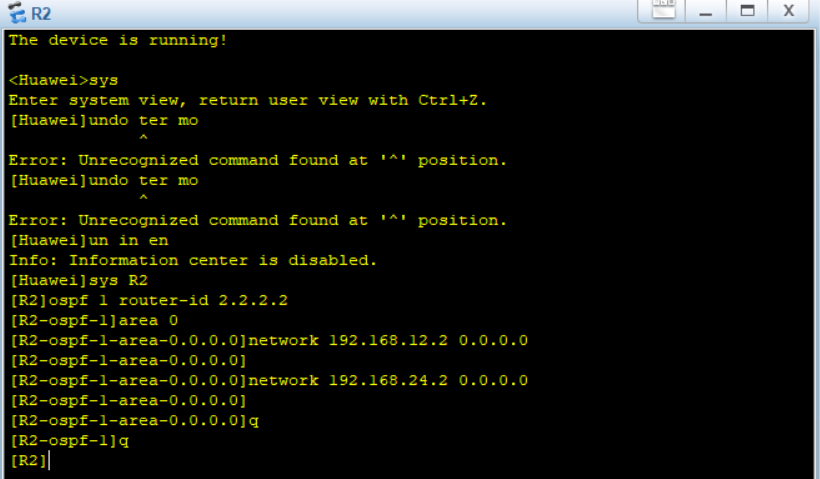 R2
The device is running!
<Huawei>sys
Enter system view, return user view with Ctrl+Z.
[Huawei]undo ter mo
^
Error: Unrecognized command found at '^' position.
[Huawei]undo ter mo
^
Error: Unrecognized command found at '^' position.
[Huawei]un in en
Info: Information center is disabled.
[Huawei]sys R2
[R2]ospf 1 router-id 2.2.2.2
[R2-ospf-1]area 0
[R2-ospf-1-area-0.0.0.0]network 192.168.12.2 0.0.0.0
[R2-ospf-1-area-0.0.0.0]
[R2-ospf-1-area-0.0.0.0]network 192.168.24.2 0.0.0.0
[R2-ospf-1-area-0.0.0.0]
[R2-ospf-1-area-0.0.0.0]q
[R2-ospf-1]q
[R2]